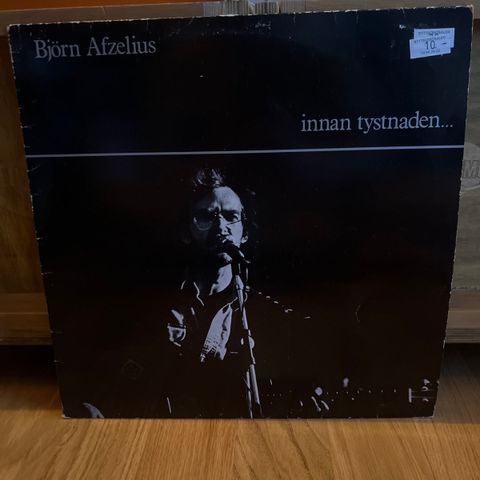 Björn Afzelius
innan tystnaden...
10.-